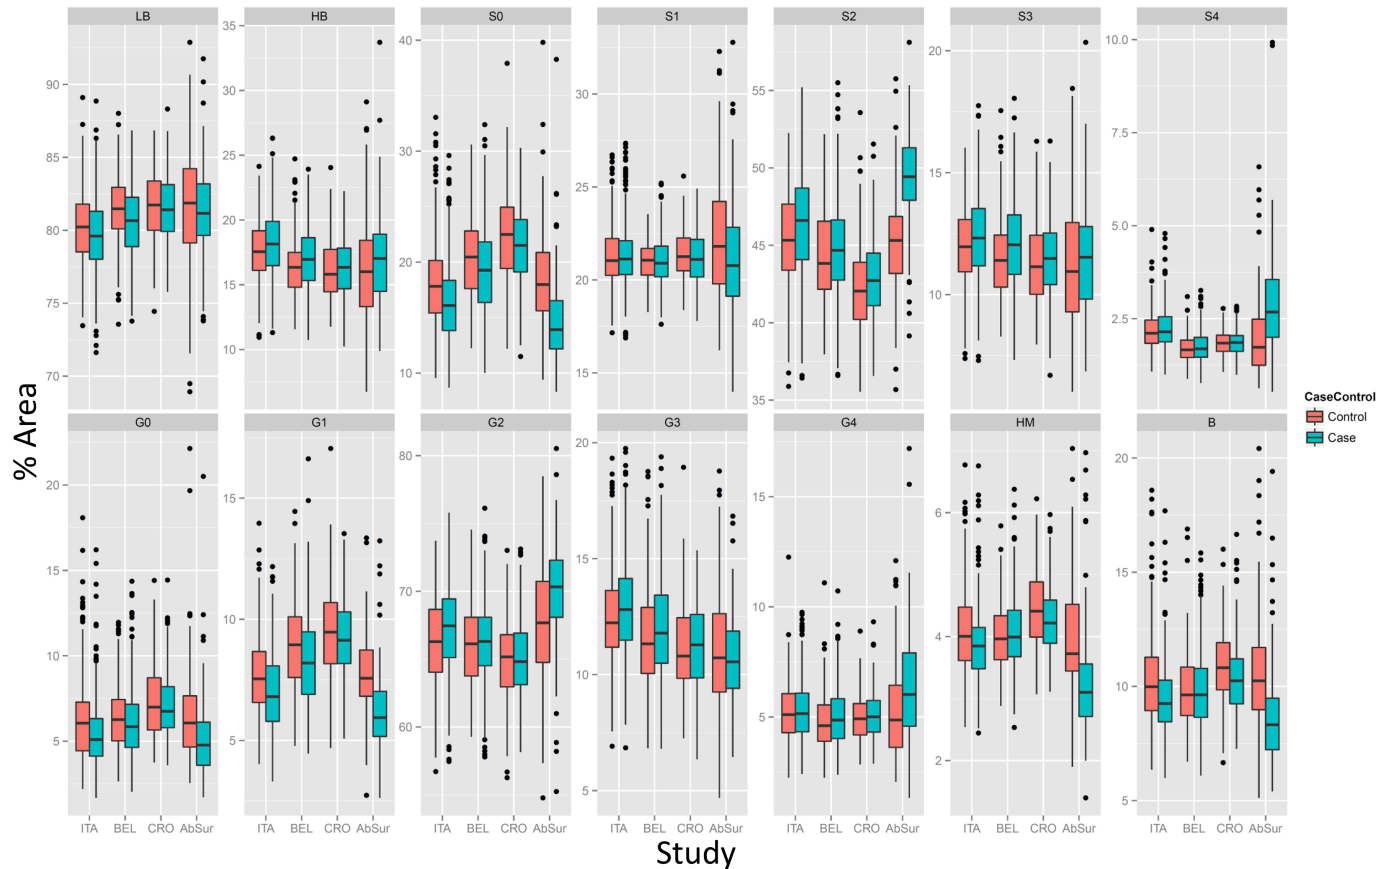 LB HB S0 S1 S2 S3 S4
90 85 80 75 70
35 30 25 20 15 10
40 30 20 10
30 25 20 15
55 50 45 40 35
20 15 10
10.0 7.5 5.0 2.5
% Area
CaseControl
Control
Case
G0 G1 G2 G3 G4 HM B
20 15 10 5
15 10 5
80 70 60
20 15 10 5
15 10 5
6 4 2
20 15 10 5
ITA BEL CRO AbSur ITA BEL CRO AbSur ITA BEL CRO AbSur ITA BEL CRO AbSur ITA BEL CRO AbSur ITA BEL CRO AbSur ITA BEL CRO AbSur
Study